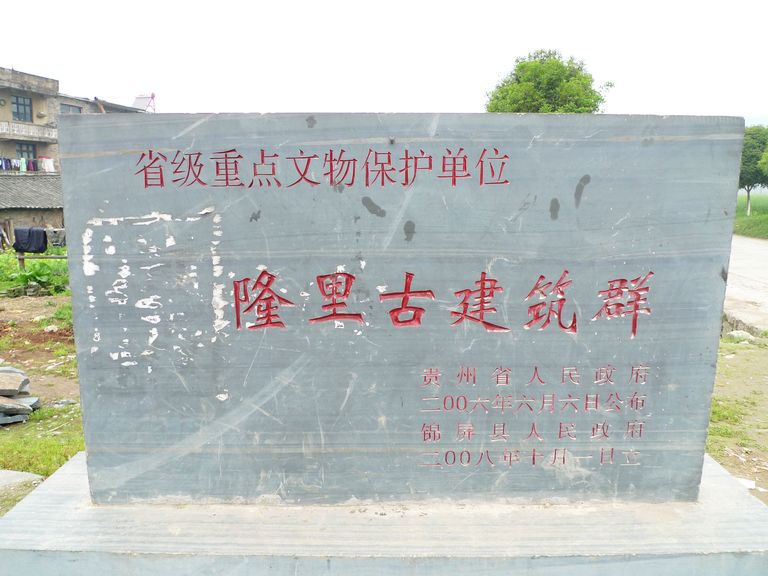 省级重点文物保护单位
隆里古建筑群
贵州省人民政府
二00六年六月六日公布
锦屏县人民政府
二00八年十月一日立